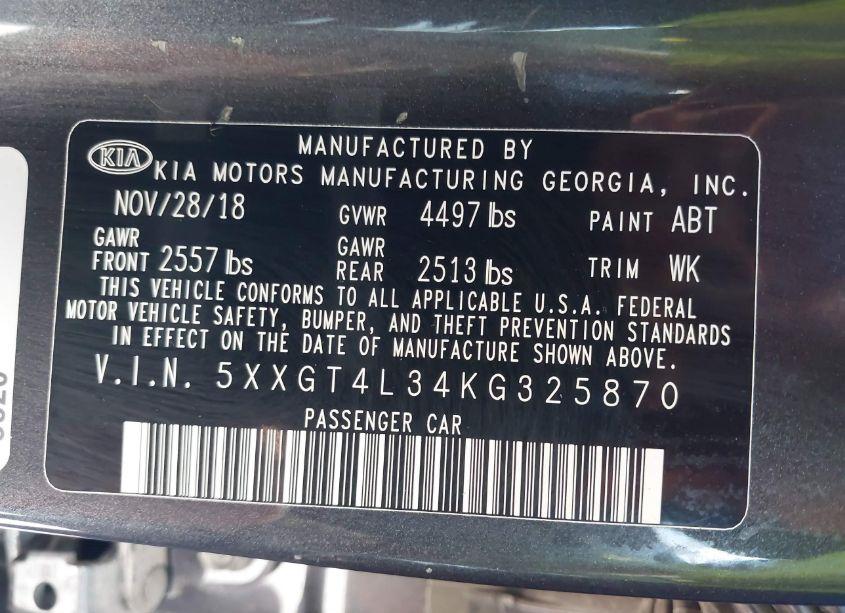 MANUFACTURED BY
KIA KIA MOTORS MANUFACTURING GEORGIA, INC.
NOV/28/18 GVWR 4497 lbs PAINT ABT
GAWR FRONT 2557 lbs GAWR REAR 2513 lbs TRIM WK
THIS VEHICLE CONFORMS TO ALL APPLICABLE U.S.A. FEDERAL
MOTOR VEHICLE SAFETY, BUMPER, AND THEFT PREVENTION STANDARDS
IN EFFECT ON THE DATE OF MANUFACTURE SHOWN ABOVE.
V.I.N. 5XXGT4L34KG325870
PASSENGER CAR